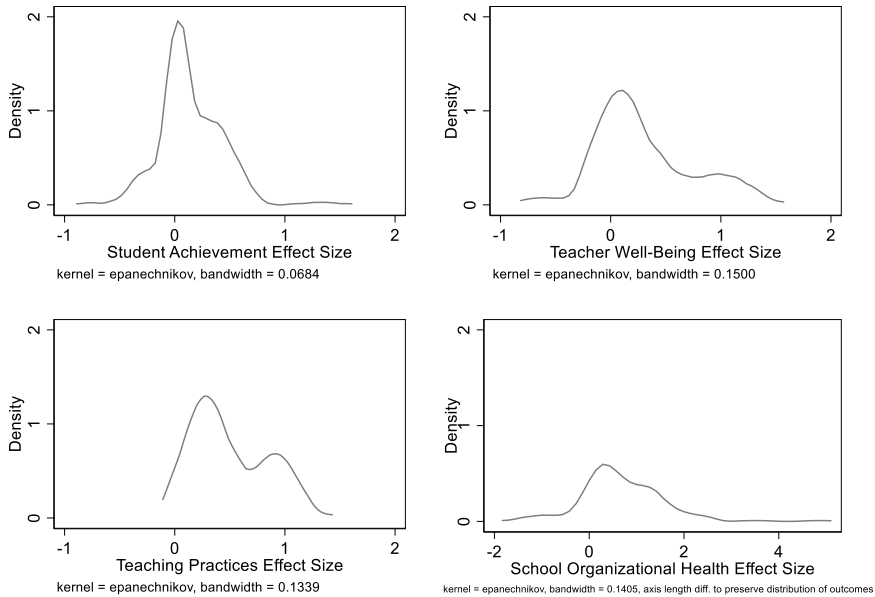 Density
0 1 2
-1 0 1 2
Student Achievement Effect Size
kernel = epanechnikov, bandwidth = 0.0684
Density
0 1 2
-1 0 1 2
Teacher Well-Being Effect Size
kernel = epanechnikov, bandwidth = 0.1500
Density
0 1 2
-1 0 1 2
Teaching Practices Effect Size
kernel = epanechnikov, bandwidth = 0.1339
Density
0 1 2
-2 0 2 4
School Organizational Health Effect Size
kernel = epanechnikov, bandwidth = 0.1405, axis length diff. to preserve distribution of outcomes